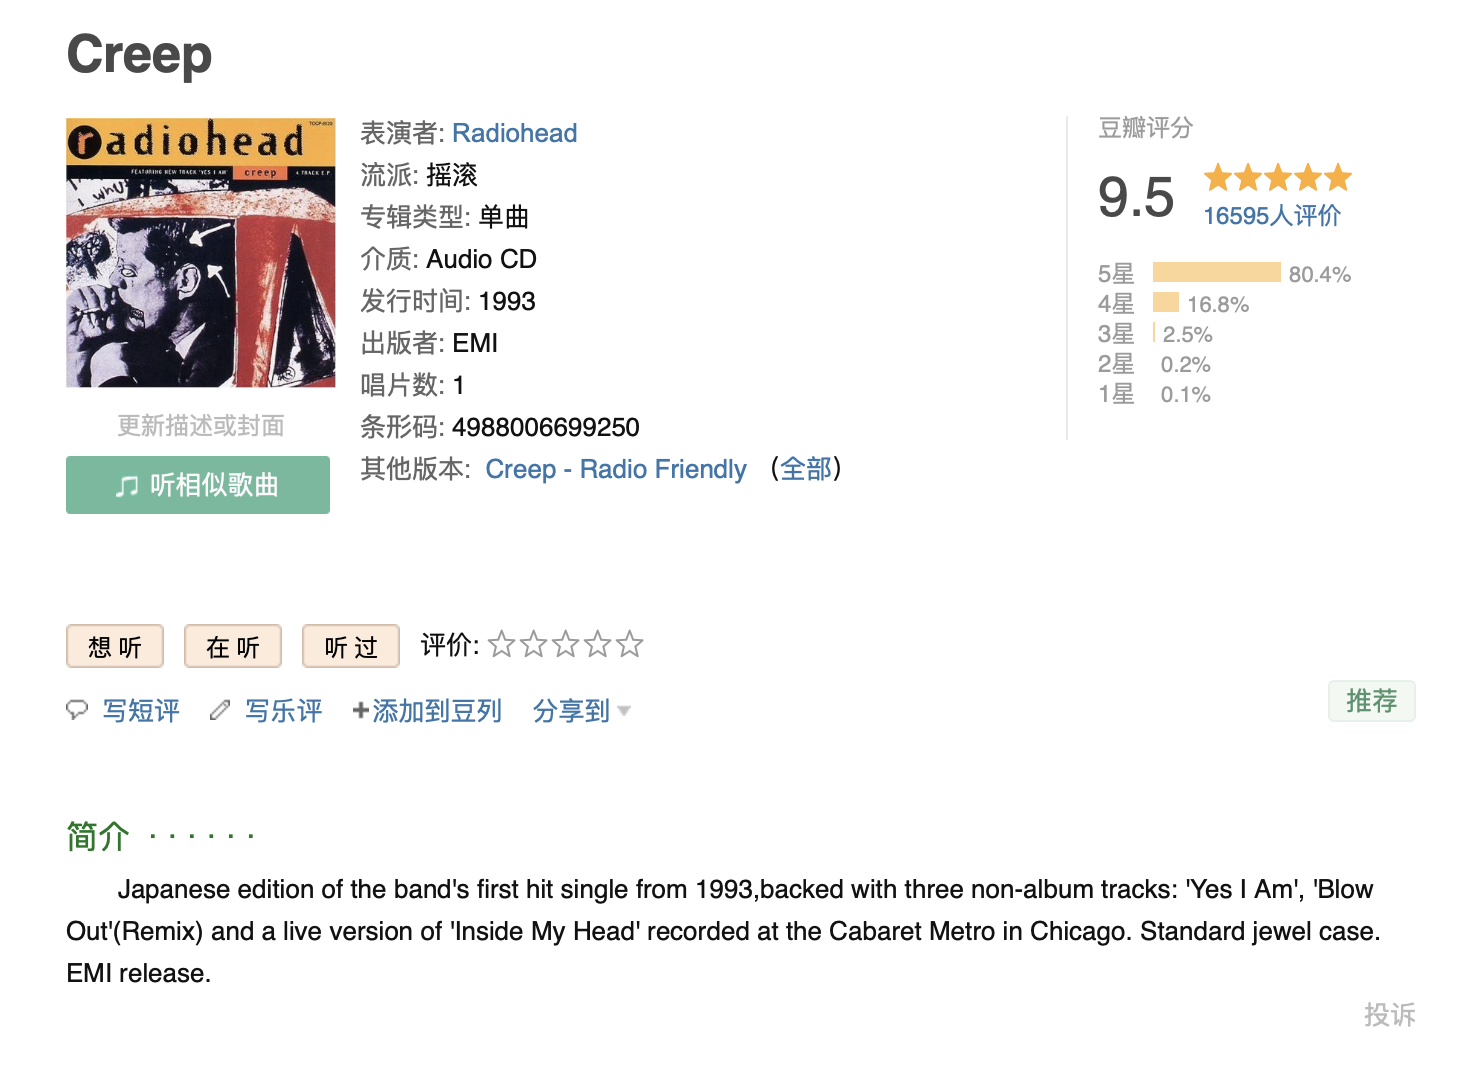 Creep
radiohead
FEATURING NEW TRACK 'YES I AM'
creep
4 TRACK E.P.
I
表演者: Radiohead
流派: 摇滚
专辑类型: 单曲
介质: Audio CD
发行时间: 1993
出版者: EMI
唱片数: 1
条形码: 4988006699250
其他版本: Creep - Radio Friendly (全部)
更新描述或封面
听相似歌曲
豆瓣评分
9.5
16595人评价
5星 80.4%
4星 16.8%
3星 2.5%
2星 0.2%
1星 0.1%
想听 在听 听过 评价:
写短评 写乐评 +添加到豆列 分享到
推荐
简介 · · · · · ·
Japanese edition of the band's first hit single from 1993,backed with three non-album tracks: 'Yes I Am', 'Blow
Out'(Remix) and a live version of 'Inside My Head' recorded at the Cabaret Metro in Chicago. Standard jewel case.
EMI release.
投诉